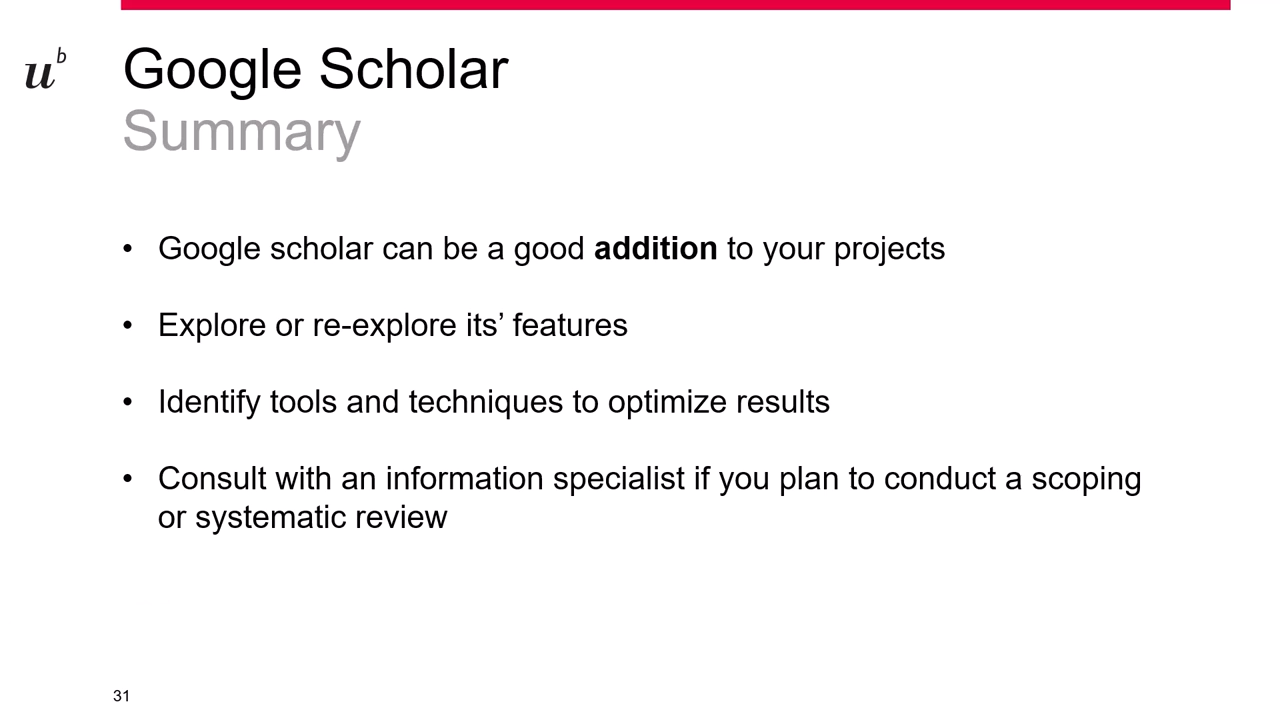 u b
Google Scholar
Summary
• Google scholar can be a good addition to your projects
• Explore or re-explore its’ features
• Identify tools and techniques to optimize results
• Consult with an information specialist if you plan to conduct a scoping
or systematic review
31